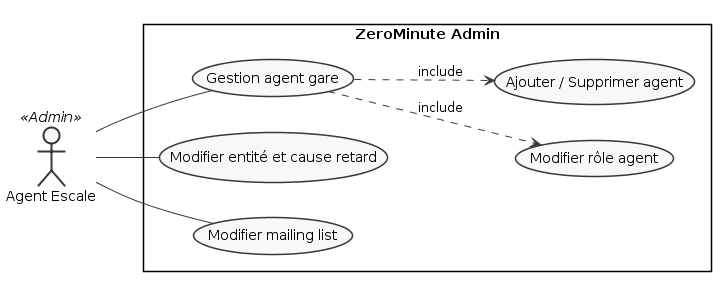 ZeroMinute Admin
Gestion agent gare
include
Ajouter / Supprimer agent
include
«Admin»
Agent Escale
Modifier entité et cause retard
Modifier rôle agent
Modifier mailing list